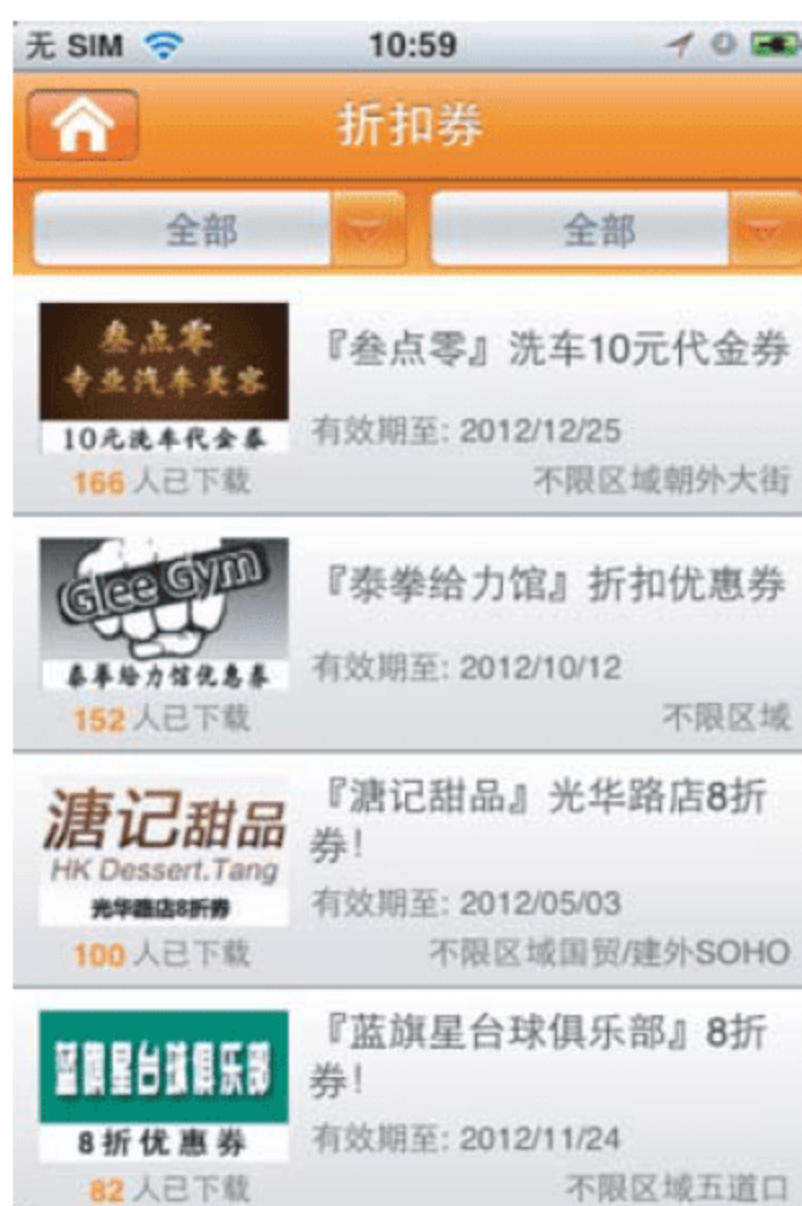 无 SIM 10:59
折扣券
全部 全部
叁点零
专业汽车美容
10元洗车代金券
166 人已下载
『叁点零』洗车10元代金券
有效期至: 2012/12/25
不限区域朝外大街
Glee Gym
泰拳给力馆优惠券
152 人已下载
『泰拳给力馆』折扣优惠券
有效期至: 2012/10/12
不限区域
溏记甜品
HK Dessert.Tang
光华路店8折券
100 人已下载
『溏记甜品』光华路店8折
券!
有效期至: 2012/05/03
不限区域国贸/建外SOHO
蓝旗星台球俱乐部
8折优惠券
82 人已下载
『蓝旗星台球俱乐部』8折
券!
有效期至: 2012/11/24
不限区域五道口